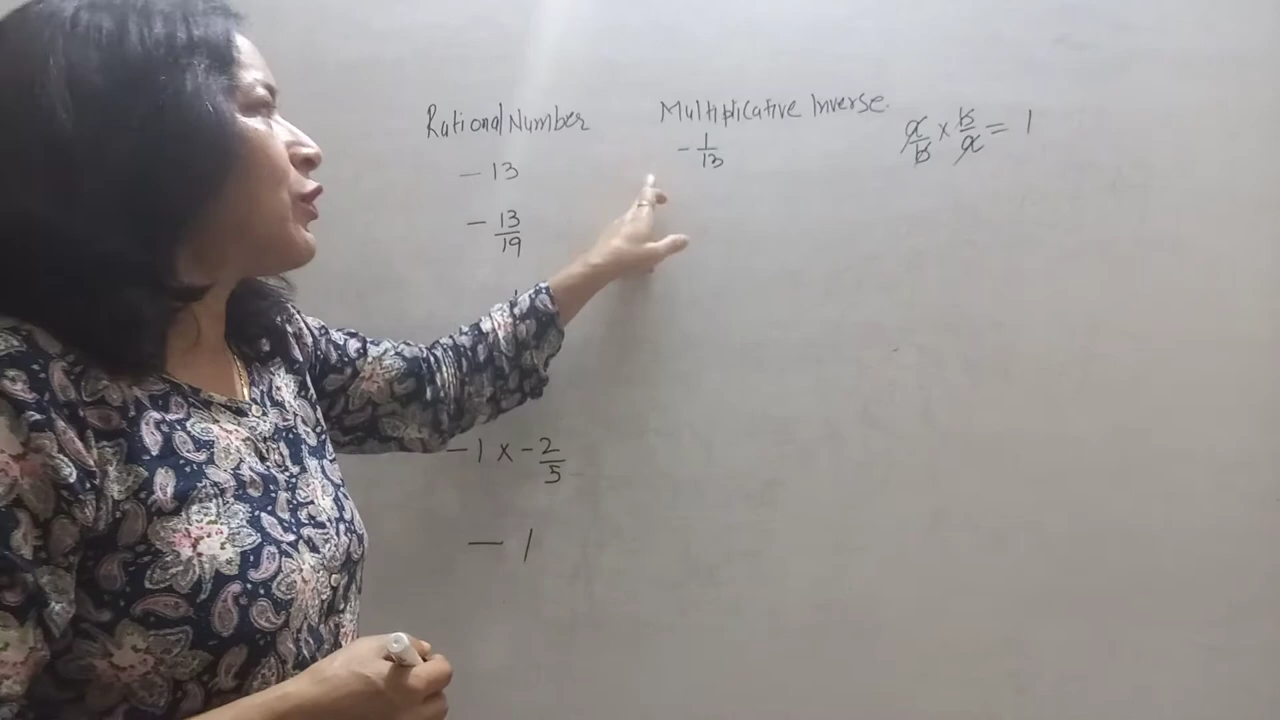 Rational Number Multiplicative Inverse.
a/b × b/a = 1
- 13
- 1/13
- 13/19
- 1 × - 2/5
- 1